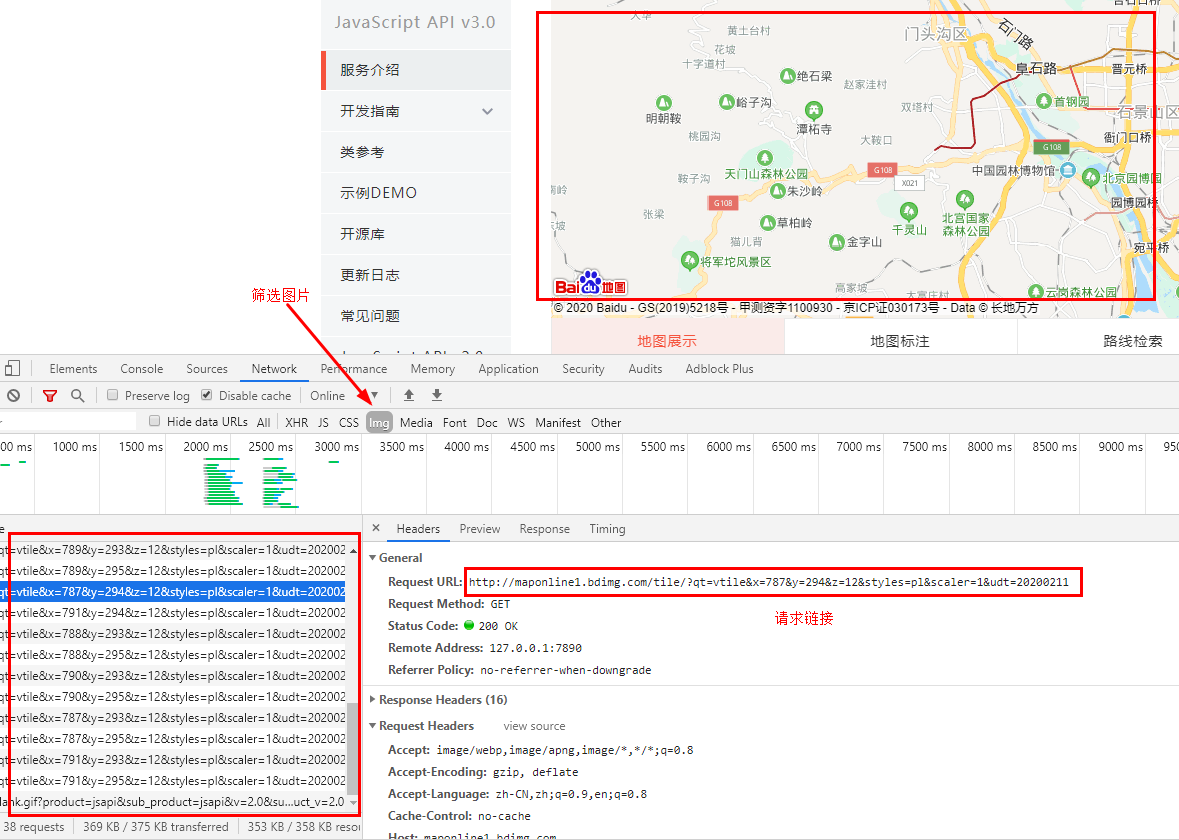 JavaScript API v3.0
服务介绍
开发指南
类参考
示例DEMO
开源库
更新日志
常见问题
筛选图片
大华
黄土台村
花坡
十字道村
门头沟区
石门路
阜石路
晋元桥
绝石梁
赵家洼村
峪子沟
明朝鞍
潭柘寺
双塔村
首钢园
石景山区
桃园沟
大鞍口
衙门口桥
G108
天门山森林公园
G108
X021
中国园林博物馆
北京园博园
鞍子沟
朱沙岭
G108
张梁
草柏岭
千灵山
北宫国家
森林公园
园博园桥
猫儿背
金字山
宛平桥
将军坨风景区
高家坡
大富庄村
云岗森林公园
Bai du 地图
© 2020 Baidu - GS(2019)5218号 - 甲测资字1100930 - 京ICP证030173号 - Data © 长地万方
地图展示
地图标注
路线检索
Elements Console Sources Network Performance Memory Application Security Audits Adblock Plus
Preserve log Disable cache Online
Hide data URLs All XHR JS CSS Img Media Font Doc WS Manifest Other
00 ms 1000 ms 1500 ms 2000 ms 2500 ms 3000 ms 3500 ms 4000 ms 4500 ms 5000 ms 5500 ms 6000 ms 6500 ms 7000 ms 7500 ms 8000 ms 8500 ms 9000 ms 950
e
qt=vtile&x=789&y=293&z=12&styles=pl&scaler=1&udt=202002
qt=vtile&x=789&y=295&z=12&styles=pl&scaler=1&udt=202002
qt=vtile&x=787&y=294&z=12&styles=pl&scaler=1&udt=202002
qt=vtile&x=791&y=294&z=12&styles=pl&scaler=1&udt=202002
qt=vtile&x=788&y=293&z=12&styles=pl&scaler=1&udt=202002
qt=vtile&x=788&y=295&z=12&styles=pl&scaler=1&udt=202002
qt=vtile&x=790&y=293&z=12&styles=pl&scaler=1&udt=202002
qt=vtile&x=790&y=295&z=12&styles=pl&scaler=1&udt=202002
qt=vtile&x=787&y=293&z=12&styles=pl&scaler=1&udt=202002
qt=vtile&x=787&y=295&z=12&styles=pl&scaler=1&udt=202002
qt=vtile&x=791&y=293&z=12&styles=pl&scaler=1&udt=202002
qt=vtile&x=791&y=295&z=12&styles=pl&scaler=1&udt=202002
lank.gif?product=jsapi&sub_product=jsapi&v=2.0&su...uct_v=2.0
38 requests 369 KB / 375 KB transferred 353 KB / 358 KB resou
× Headers Preview Response Timing
General
Request URL: http://maponline1.bdimg.com/tile/?qt=vtile&x=787&y=294&z=12&styles=pl&scaler=1&udt=20200211
Request Method: GET
请求链接
Status Code: 200 OK
Remote Address: 127.0.0.1:7890
Referrer Policy: no-referrer-when-downgrade
Response Headers (16)
Request Headers view source
Accept: image/webp,image/apng,image/*,*/*;q=0.8
Accept-Encoding: gzip, deflate
Accept-Language: zh-CN,zh;q=0.9,en;q=0.8
Cache-Control: no-cache
Host: maponline1.bdimg.com